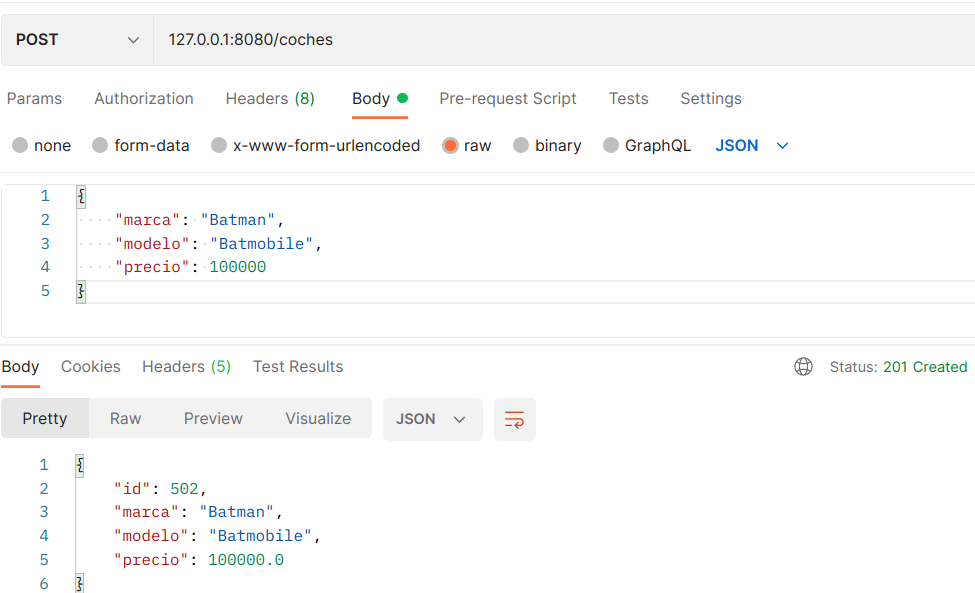 POST 127.0.0.1:8080/coches
Params Authorization Headers (8) Body Pre-request Script Tests Settings
none form-data x-www-form-urlencoded raw binary GraphQL JSON
1 {
2 "marca": "Batman",
3 "modelo": "Batmobile",
4 "precio": 100000
5 }
Body Cookies Headers (5) Test Results Status: 201 Created
Pretty Raw Preview Visualize JSON
1 {
2 "id": 502,
3 "marca": "Batman",
4 "modelo": "Batmobile",
5 "precio": 100000.0
6 }